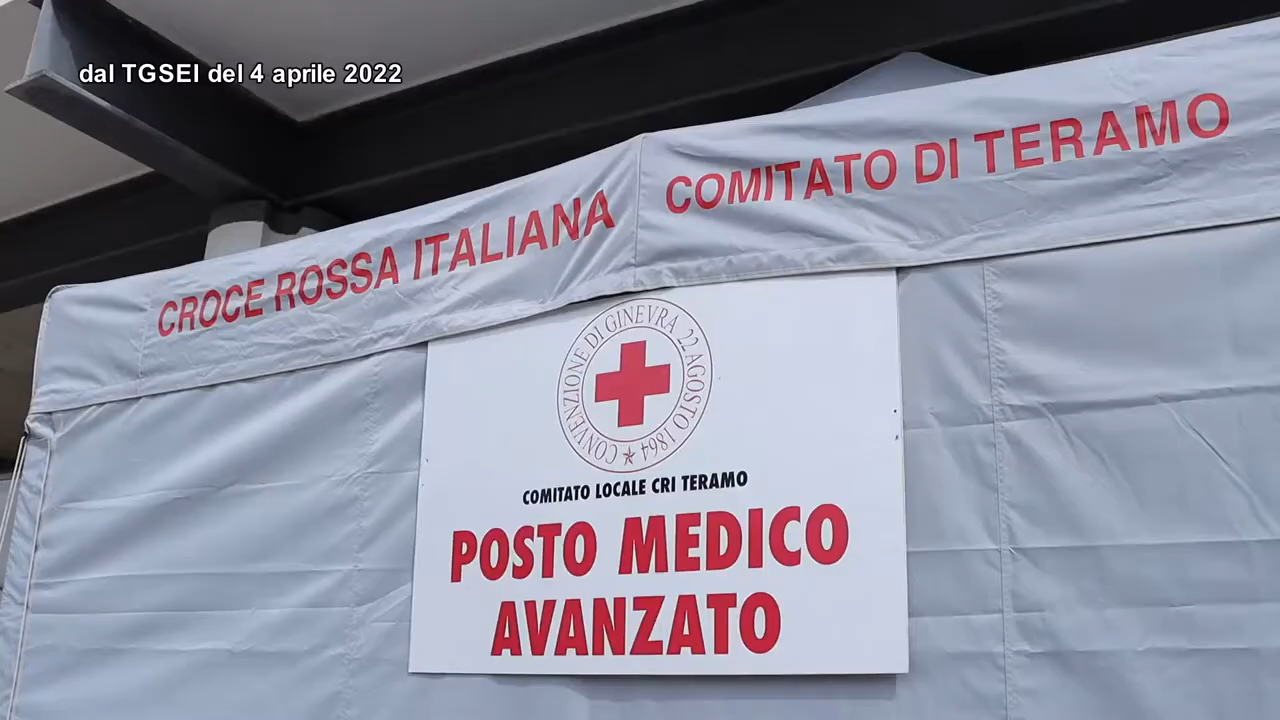 dal TGSEI del 4 aprile 2022
CROCE ROSSA ITALIANA
COMITATO DI TERAMO
CONVENZIONE DI GINEVRA 22 AGOSTO 1864
COMITATO LOCALE CRI TERAMO
POSTO MEDICO
AVANZATO